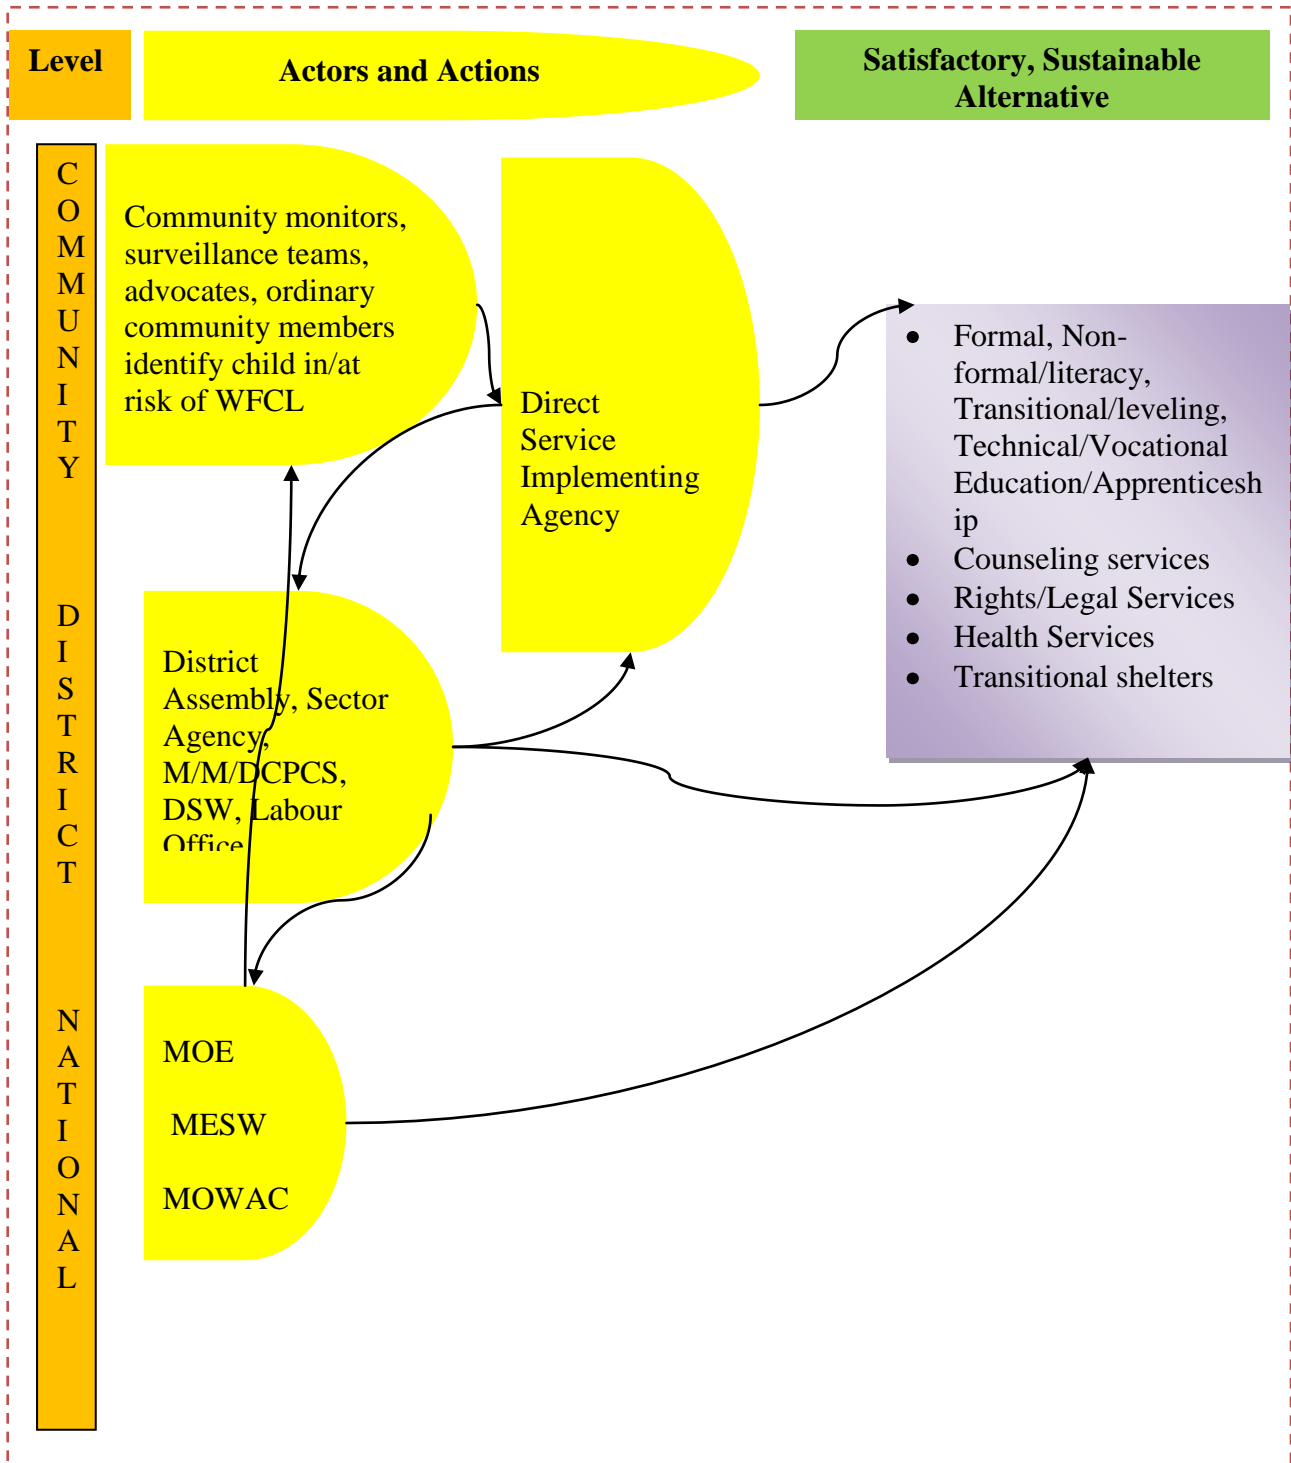 Level
Actors and Actions
Satisfactory, Sustainable
Alternative
COMMUNITY
Community monitors,
surveillance teams,
advocates, ordinary
community members
identify child in/at
risk of WFCL
Direct
Service
Implementing
Agency
• Formal, Non-
formal/literacy,
Transitional/leveling,
Technical/Vocational
Education/Apprenticesh
ip
• Counseling services
• Rights/Legal Services
• Health Services
• Transitional shelters
DISTRICT
District
Assembly, Sector
Agency,
M/M/DCPCS,
DSW, Labour
Office
NATIONAL
MOE
MESW
MOWAC